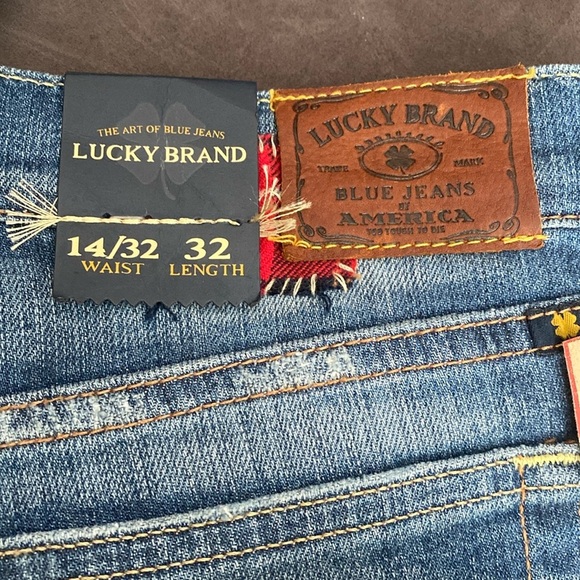 THE ART OF BLUE JEANS
LUCKY BRAND
14/32 32
WAIST LENGTH
LUCKY BRAND
TRADE MARK
BLUE JEANS
OF
AMERICA
TOO TOUGH TO DIE